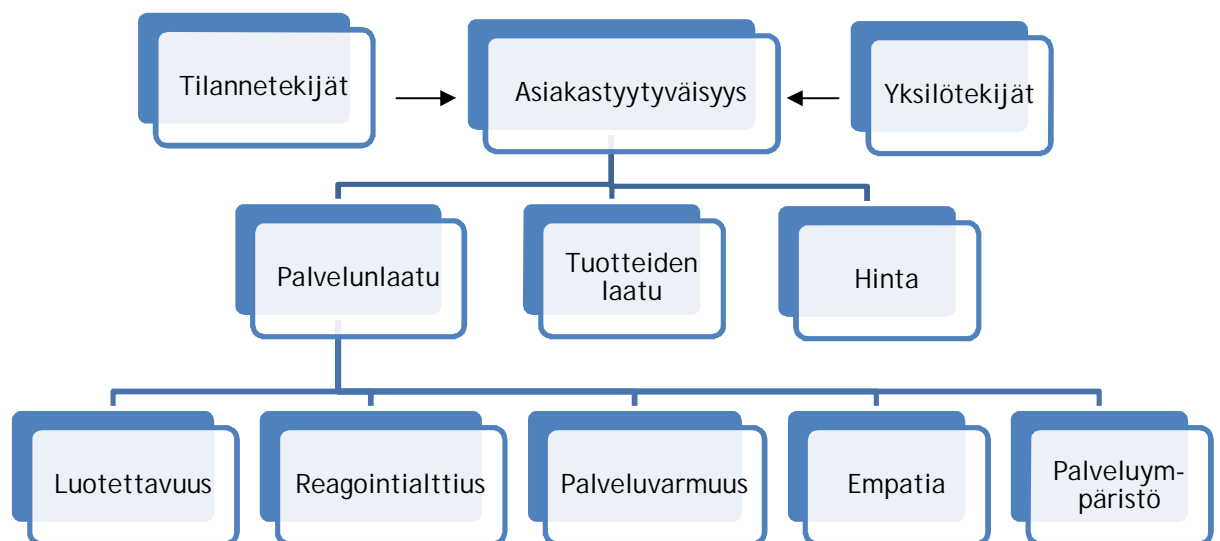 Tilannetekijät
Asiakastyytyväisyys
Yksilötekijät
Palvelunlaatu
Tuotteiden
laatu
Hinta
Luotettavuus
Reagointialttius
Palveluvarmuus
Empatia
Palveluym-
päristö